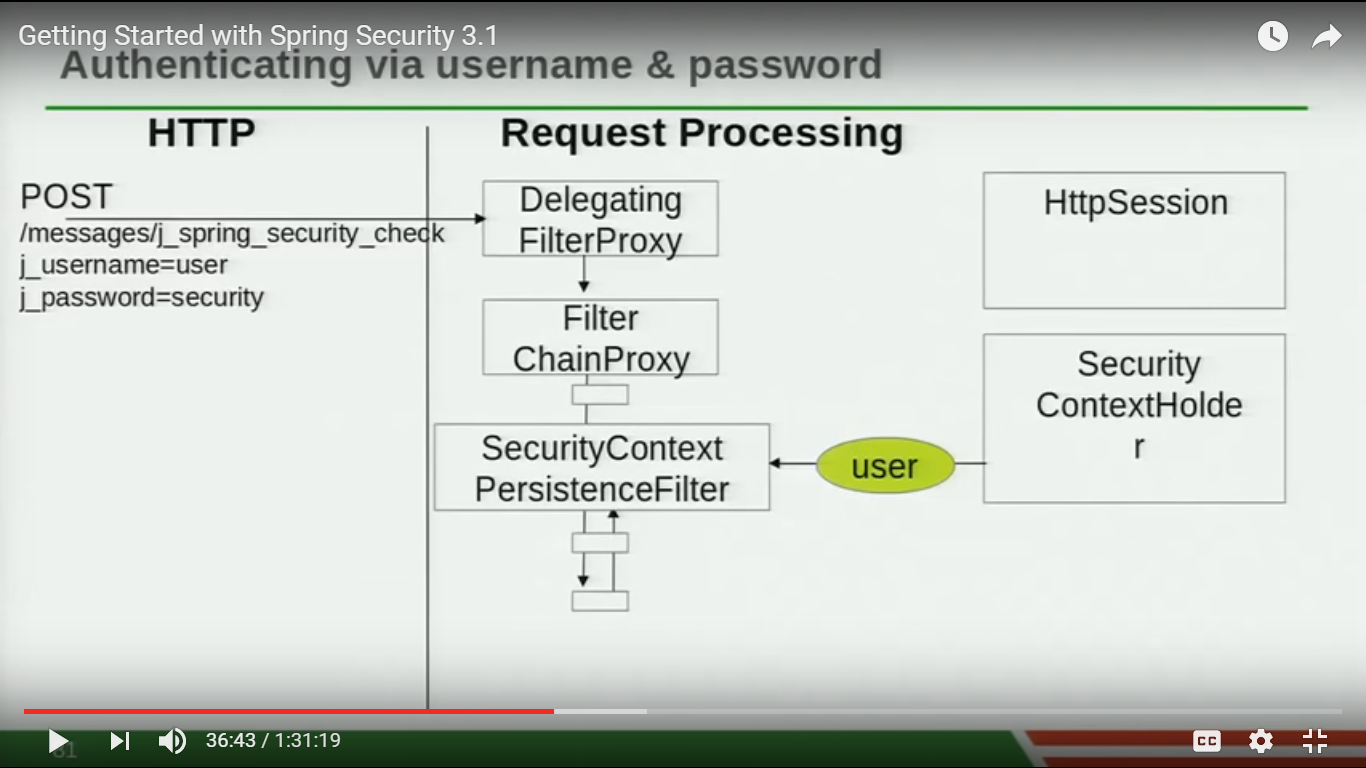 Getting Started with Spring Security 3.1
Authenticating via username & password
HTTP
Request Processing
POST
/messages/j_spring_security_check
j_username=user
j_password=security
Delegating
FilterProxy
Filter
ChainProxy
SecurityContext
PersistenceFilter
user
HttpSession
Security
ContextHolde
r
31
36:43 / 1:31:19
CC